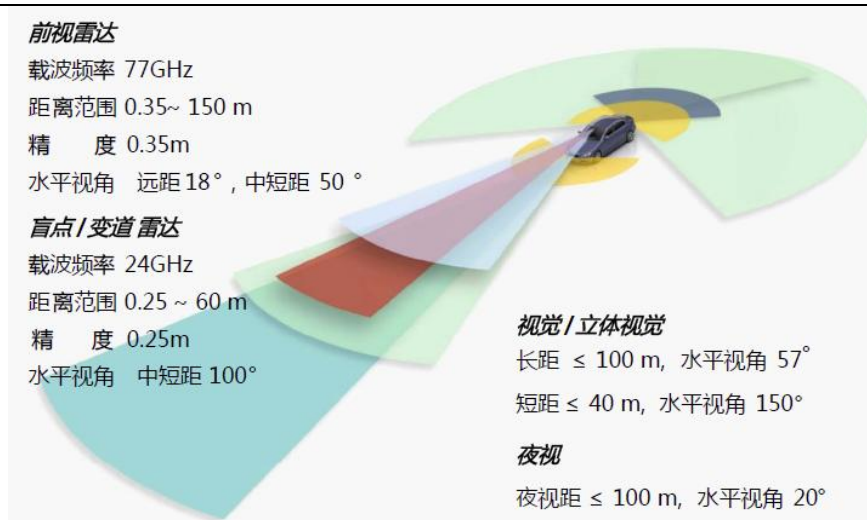 前视雷达
载波频率 77GHz
距离范围 0.35~ 150 m
精 度 0.35m
水平视角 远距 18°, 中短距 50 °
盲点 / 变道 雷达
载波频率 24GHz
距离范围 0.25 ~ 60 m
精 度 0.25m
水平视角 中短距 100°
视觉 / 立体视觉
长距 ≤ 100 m, 水平视角 57°
短距 ≤ 40 m, 水平视角 150°
夜视
夜视距 ≤ 100 m, 水平视角 20°